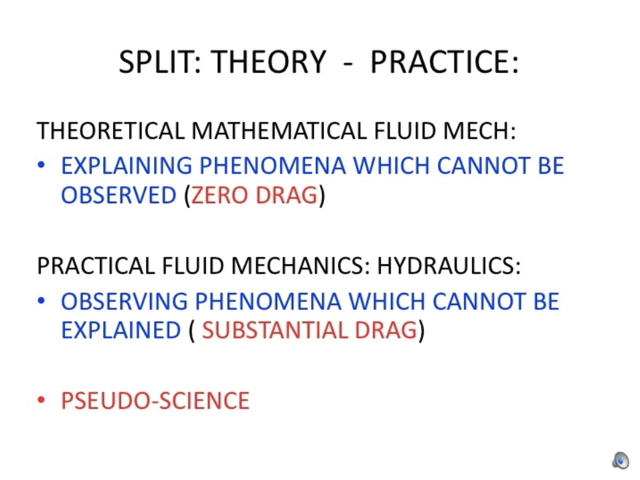 SPLIT: THEORY - PRACTICE:
THEORETICAL MATHEMATICAL FLUID MECH:
• EXPLAINING PHENOMENA WHICH CANNOT BE
OBSERVED (ZERO DRAG)
PRACTICAL FLUID MECHANICS: HYDRAULICS:
• OBSERVING PHENOMENA WHICH CANNOT BE
EXPLAINED ( SUBSTANTIAL DRAG)
• PSEUDO-SCIENCE